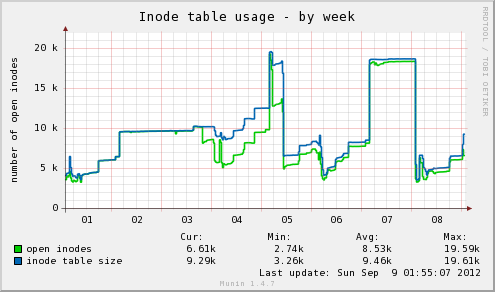 Inode table usage - by week
RRDTOOL / TOBI OETIKER
number of open inodes
20 k
15 k
10 k
5 k
0
01 02 03 04 05 06 07 08
Cur: Min: Avg: Max:
open inodes 6.61k 2.74k 8.53k 19.59k
inode table size 9.29k 3.26k 9.46k 19.61k
Last update: Sun Sep 9 01:55:07 2012
Munin 1.4.7